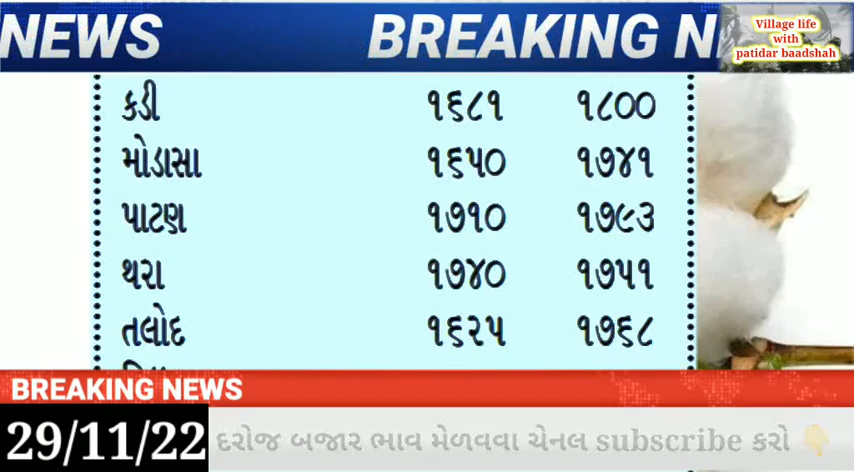 NEWS BREAKING N
Village life
with
patidar baadshah
કડી ૧૬૮૧ ૧૮૦૦
મોડાસા ૧૬૫૦ ૧૭૪૧
પાટણ ૧૭૧૦ ૧૭૯૩
થરા ૧૭૪૦ ૧૭૫૧
તલોદ ૧૬૨૫ ૧૭૬૮
BREAKING NEWS
29/11/22 દરોજ બજાર ભાવ મેળવવા ચેનલ subscribe કરો 👇